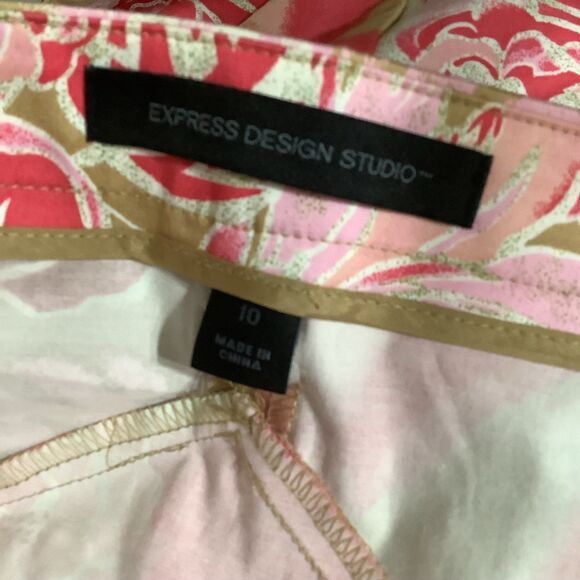 EXPRESS DESIGN STUDIO™
10
MADE IN
CHINA